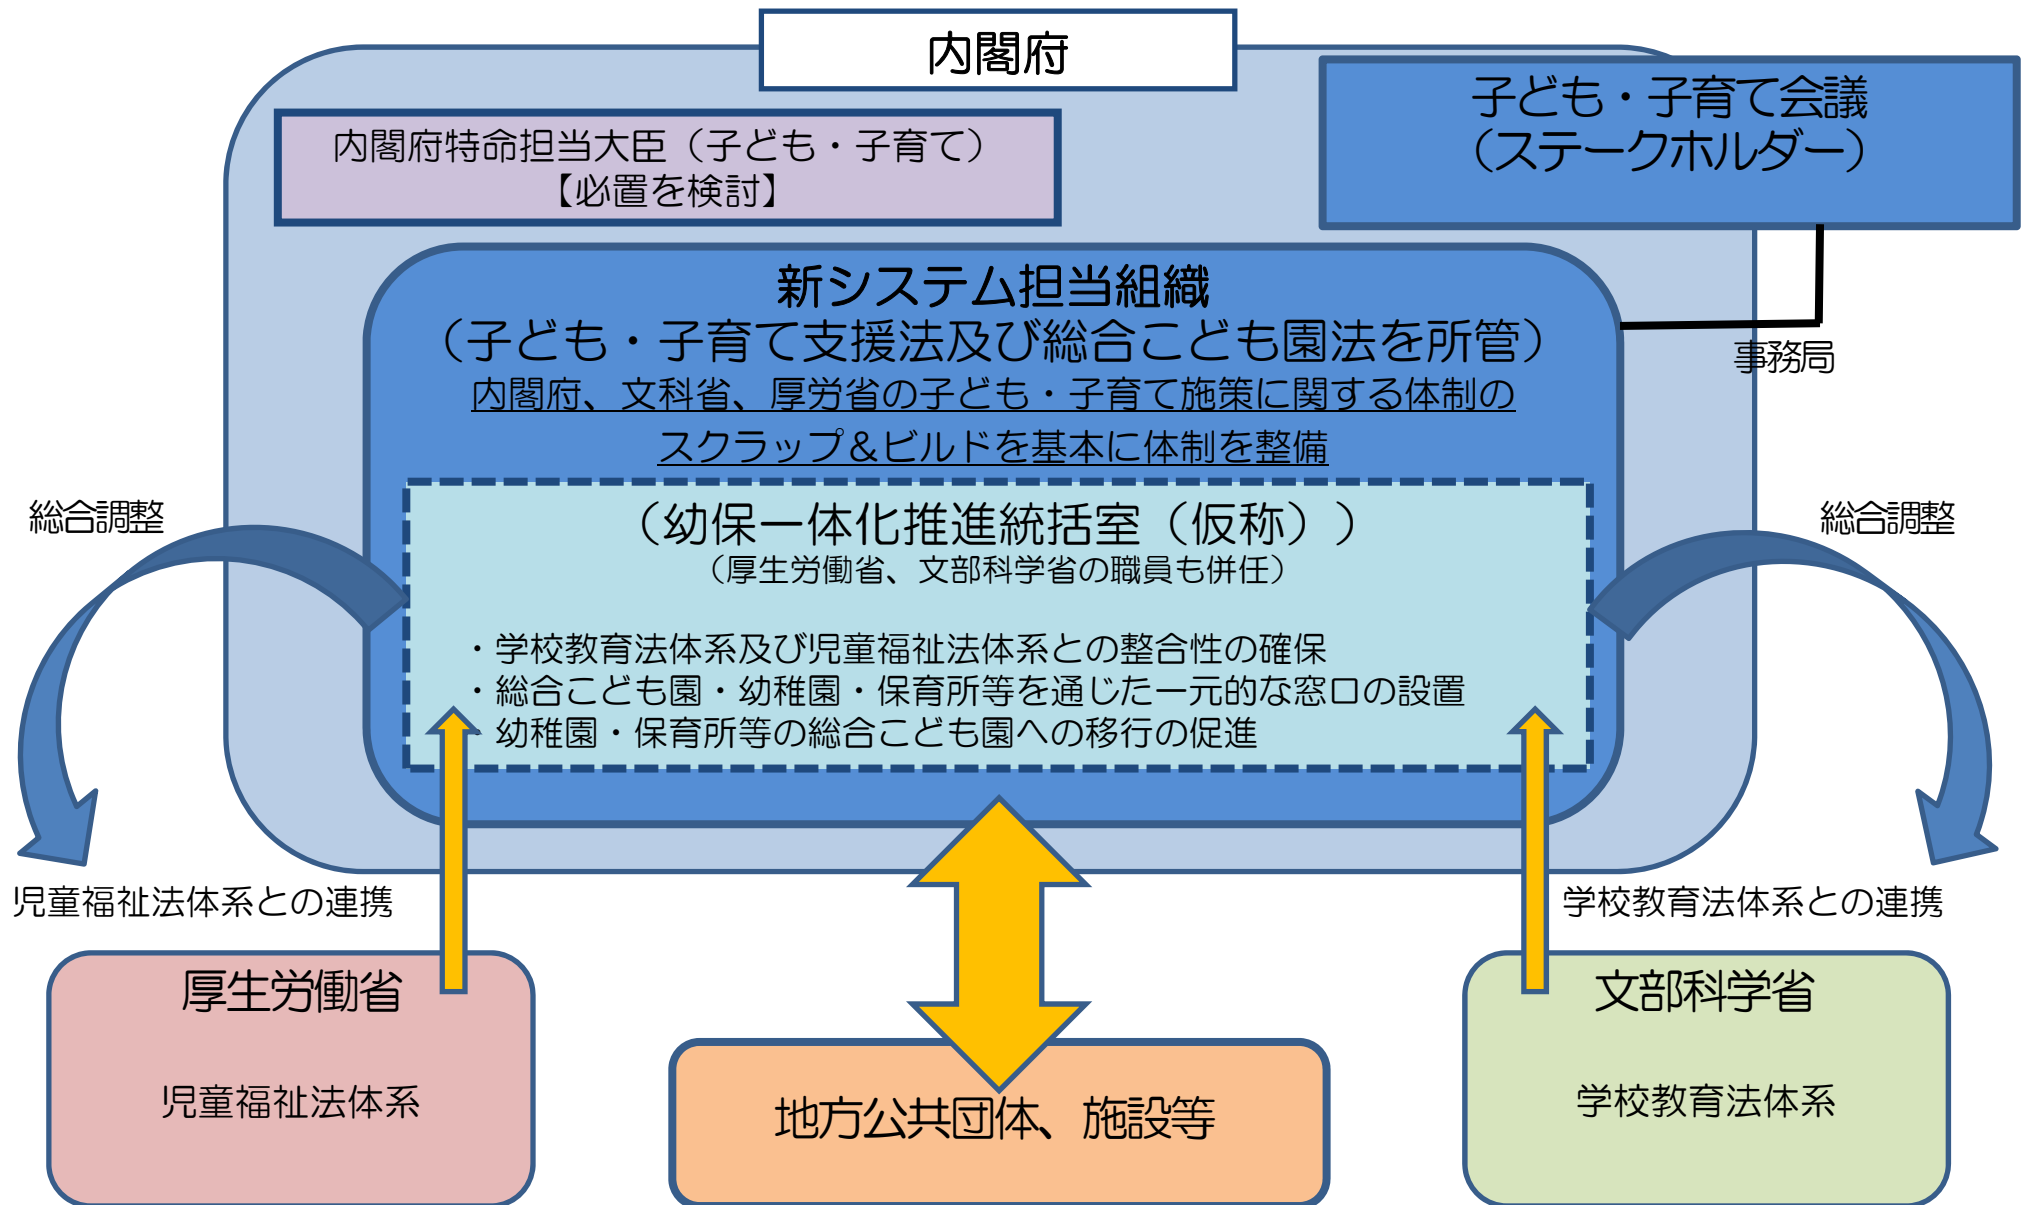 内閣府
子ども・子育て会議
（ステークホルダー）
内閣府特命担当大臣（子ども・子育て）
【必置を検討】
新システム担当組織
（子ども・子育て支援法及び総合こども園法を所管）
事務局
内閣府、文科省、厚労省の子ども・子育て施策に関する体制の
スクラップ＆ビルドを基本に体制を整備
総合調整
総合調整
（幼保一体化推進統括室（仮称））
（厚生労働省、文部科学省の職員も併任）
・学校教育法体系及び児童福祉法体系との整合性の確保
・総合こども園・幼稚園・保育所等を通じた一元的な窓口の設置
・幼稚園・保育所等の総合こども園への移行の促進
児童福祉法体系との連携
学校教育法体系との連携
厚生労働省
児童福祉法体系
地方公共団体、施設等
文部科学省
学校教育法体系